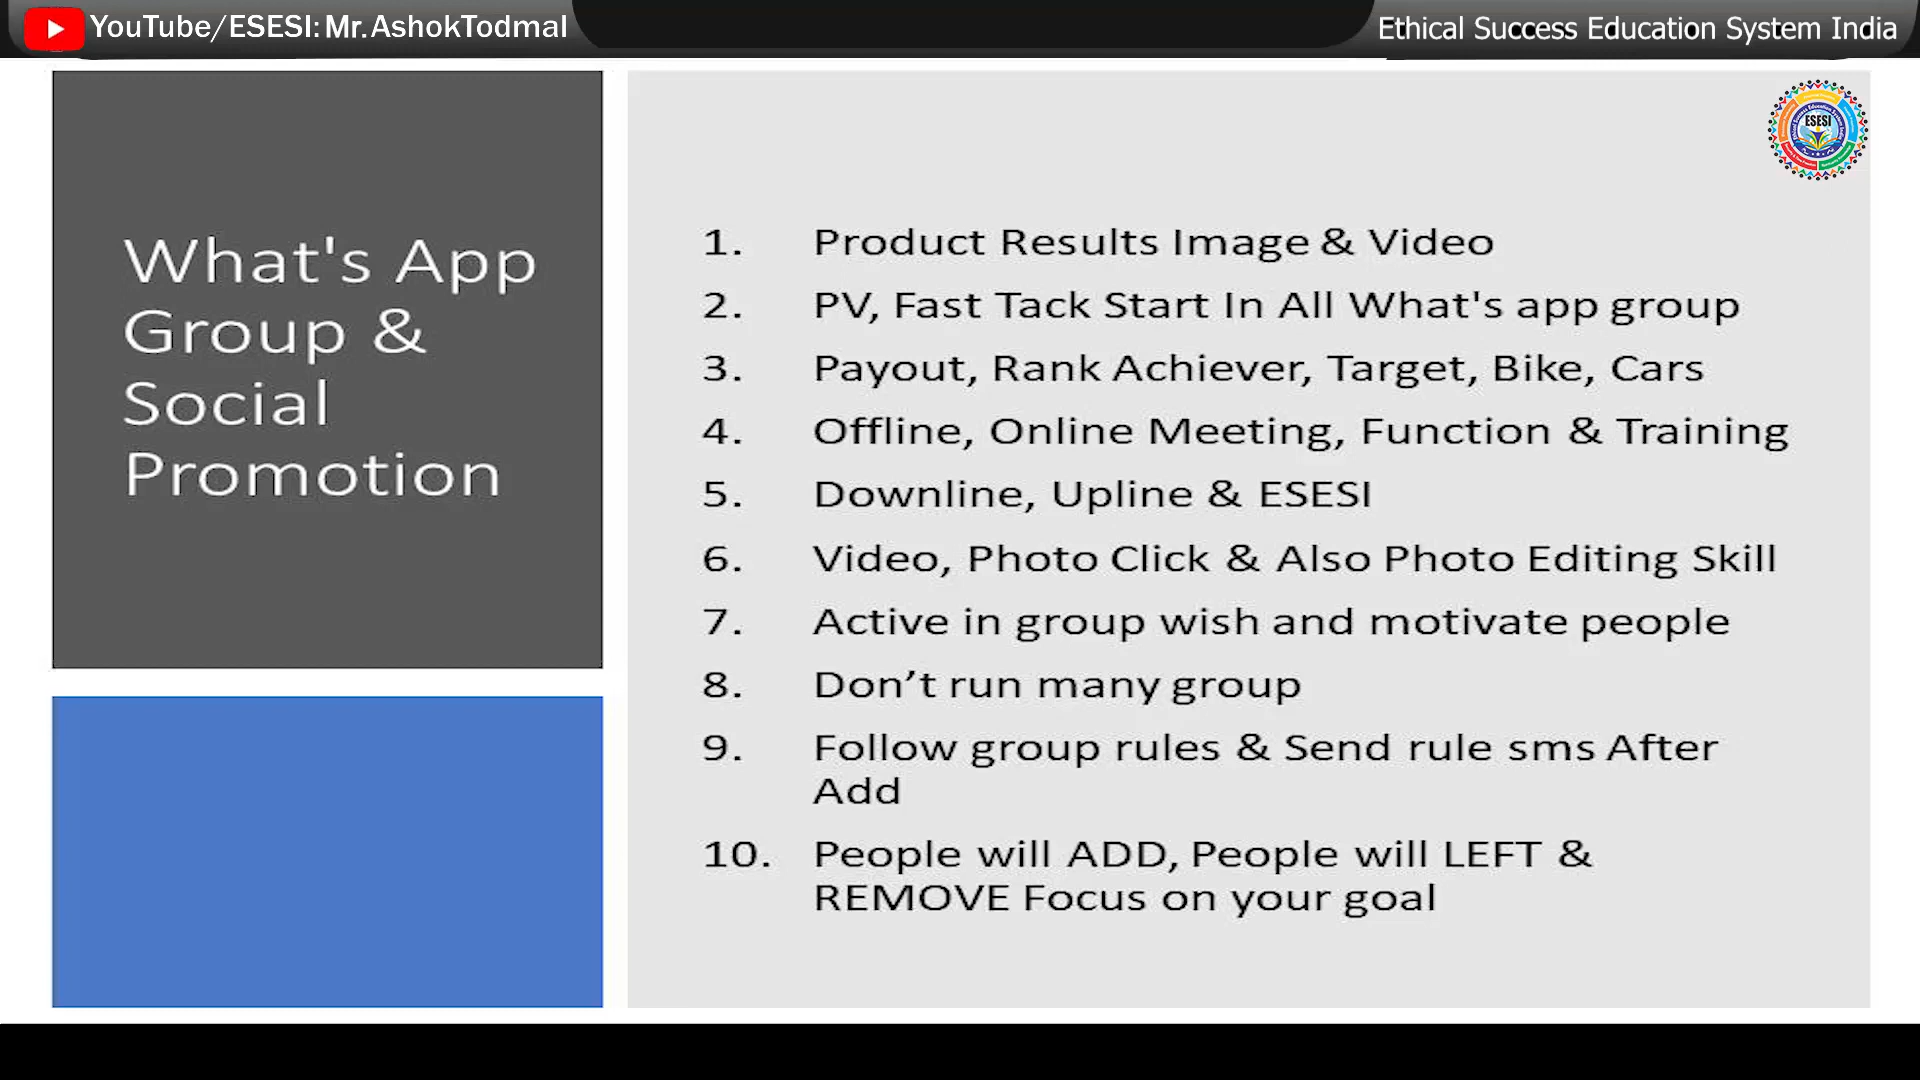 YouTube/ESESI: Mr.AshokTodmal
Ethical Success Education System India
ESESI
What's App
Group &
Social
Promotion
1. Product Results Image & Video
2. PV, Fast Tack Start In All What's app group
3. Payout, Rank Achiever, Target, Bike, Cars
4. Offline, Online Meeting, Function & Training
5. Downline, Upline & ESESI
6. Video, Photo Click & Also Photo Editing Skill
7. Active in group wish and motivate people
8. Don’t run many group
9. Follow group rules & Send rule sms After
Add
10. People will ADD, People will LEFT &
REMOVE Focus on your goal